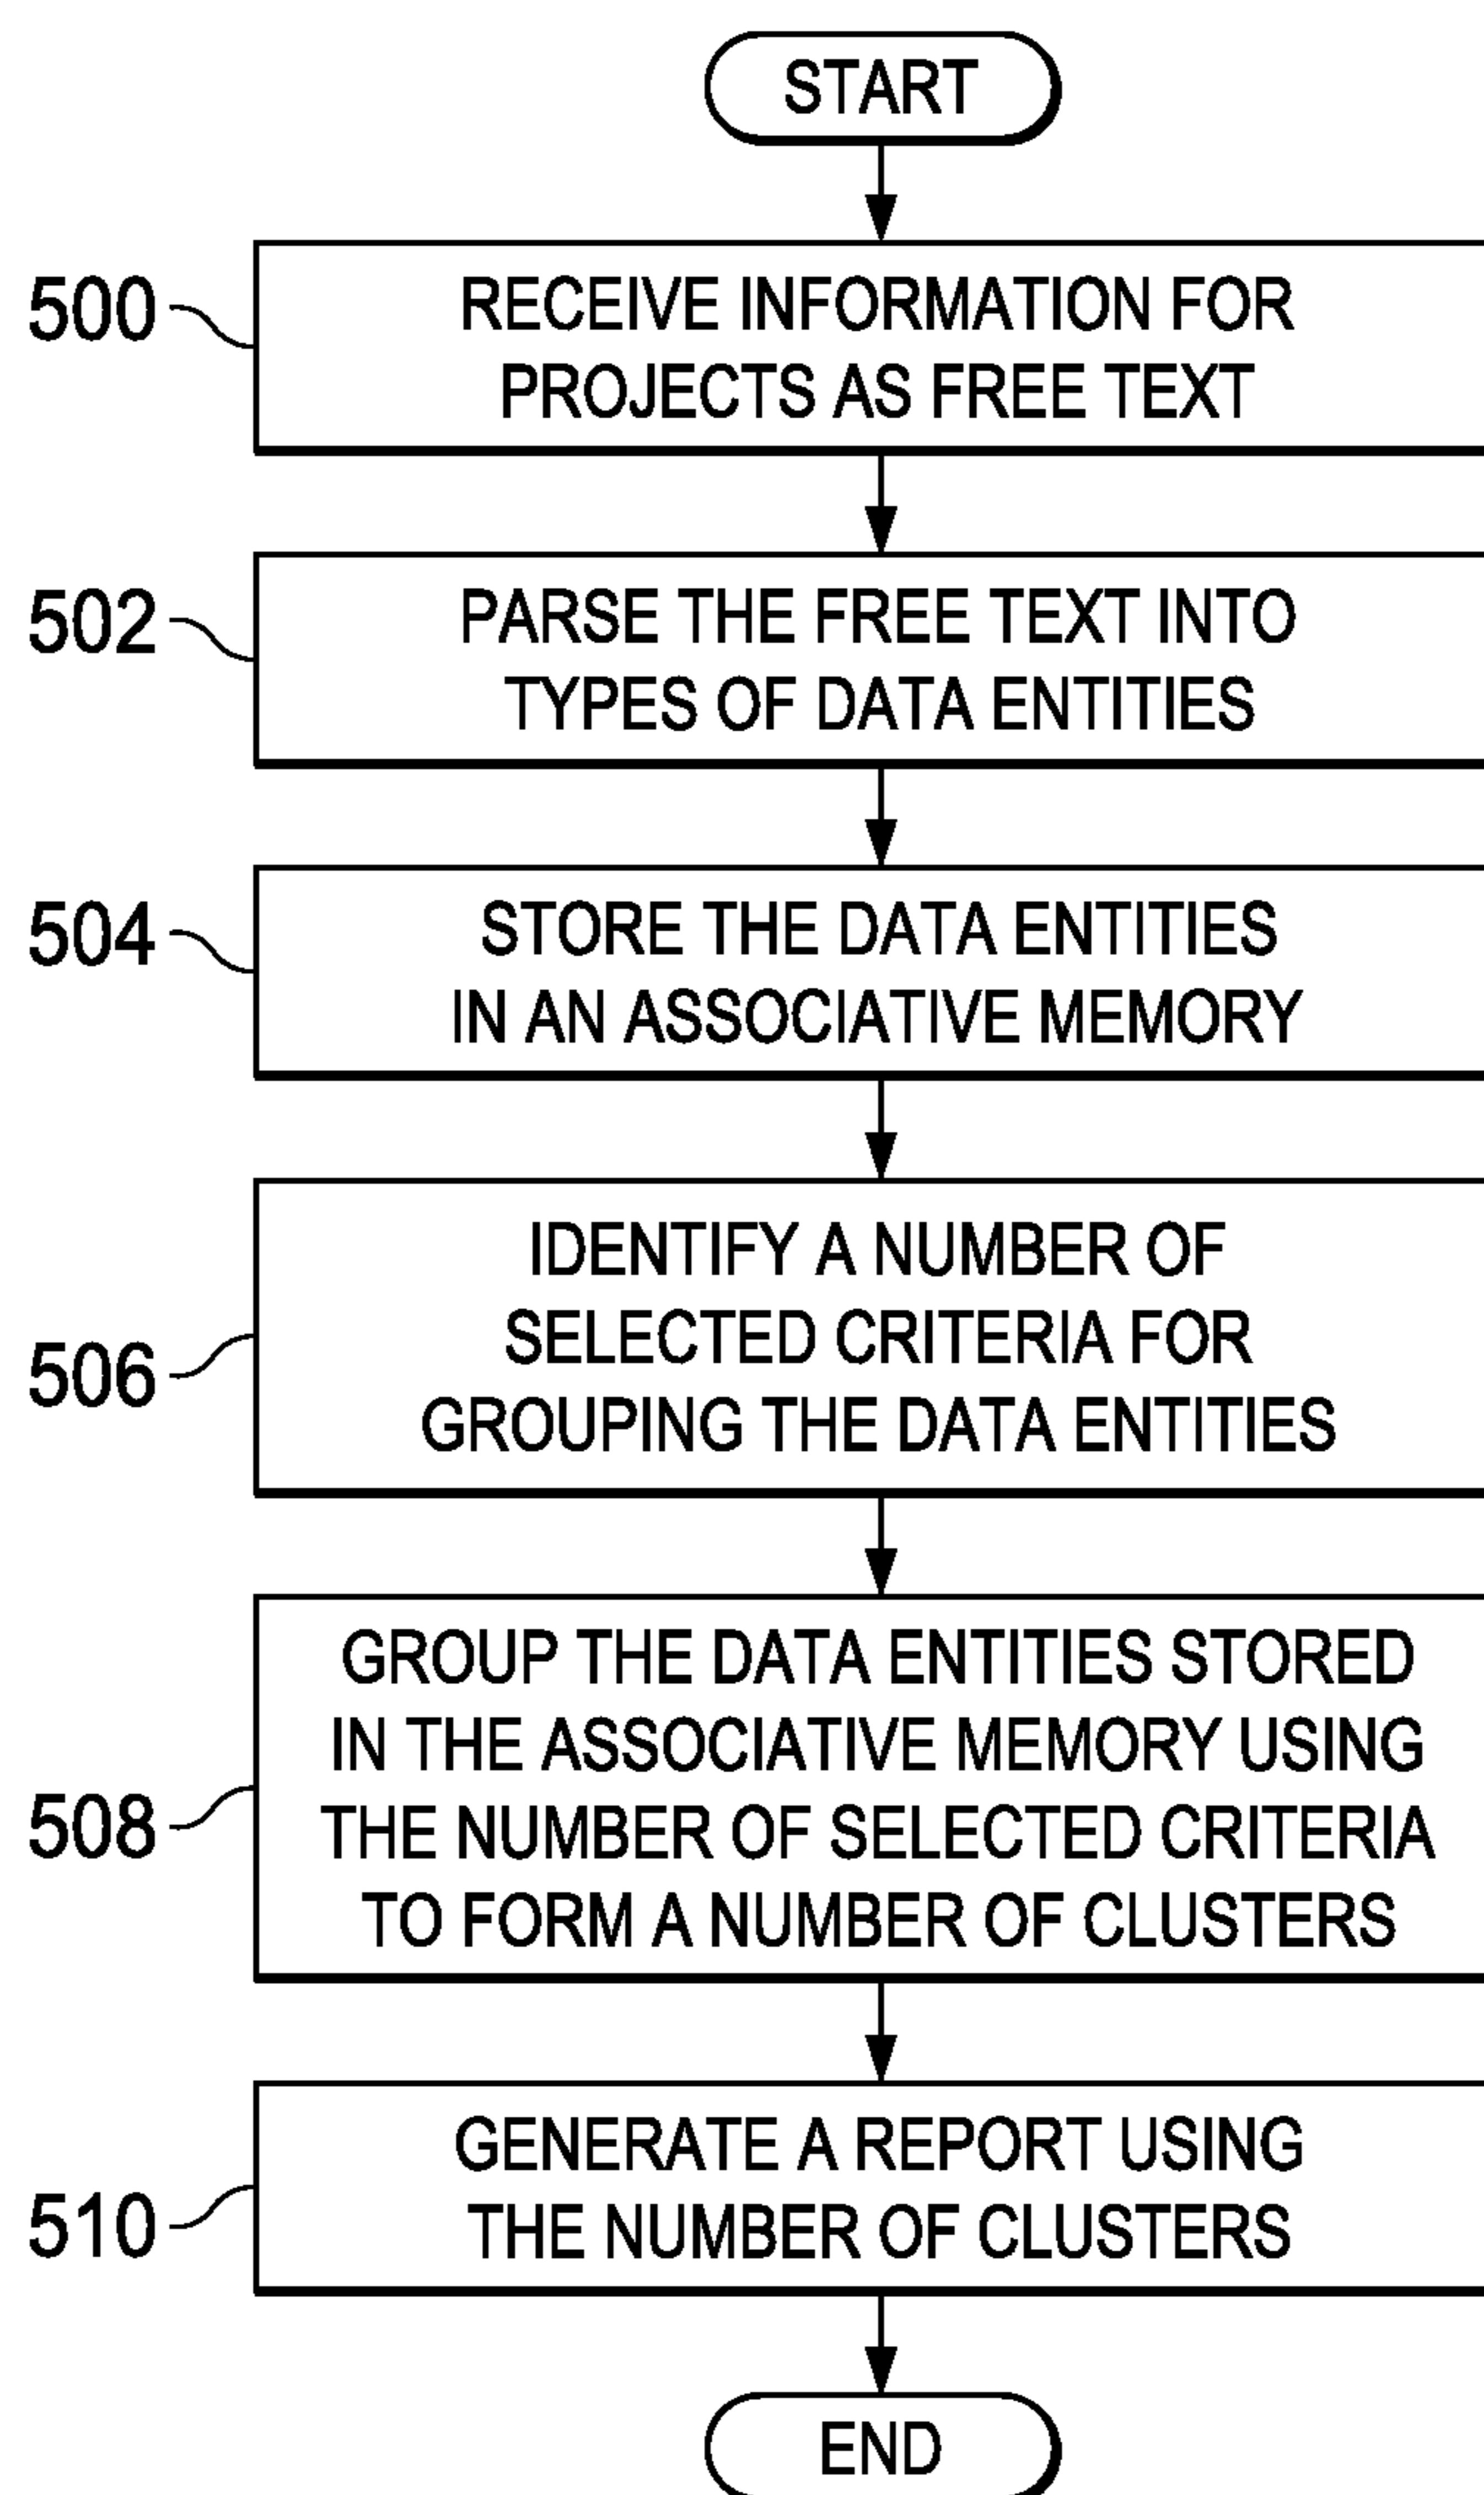 START
500
RECEIVE INFORMATION FOR
PROJECTS AS FREE TEXT
502
PARSE THE FREE TEXT INTO
TYPES OF DATA ENTITIES
504
STORE THE DATA ENTITIES
IN AN ASSOCIATIVE MEMORY
506
IDENTIFY A NUMBER OF
SELECTED CRITERIA FOR
GROUPING THE DATA ENTITIES
508
GROUP THE DATA ENTITIES STORED
IN THE ASSOCIATIVE MEMORY USING
THE NUMBER OF SELECTED CRITERIA
TO FORM A NUMBER OF CLUSTERS
510
GENERATE A REPORT USING
THE NUMBER OF CLUSTERS
END